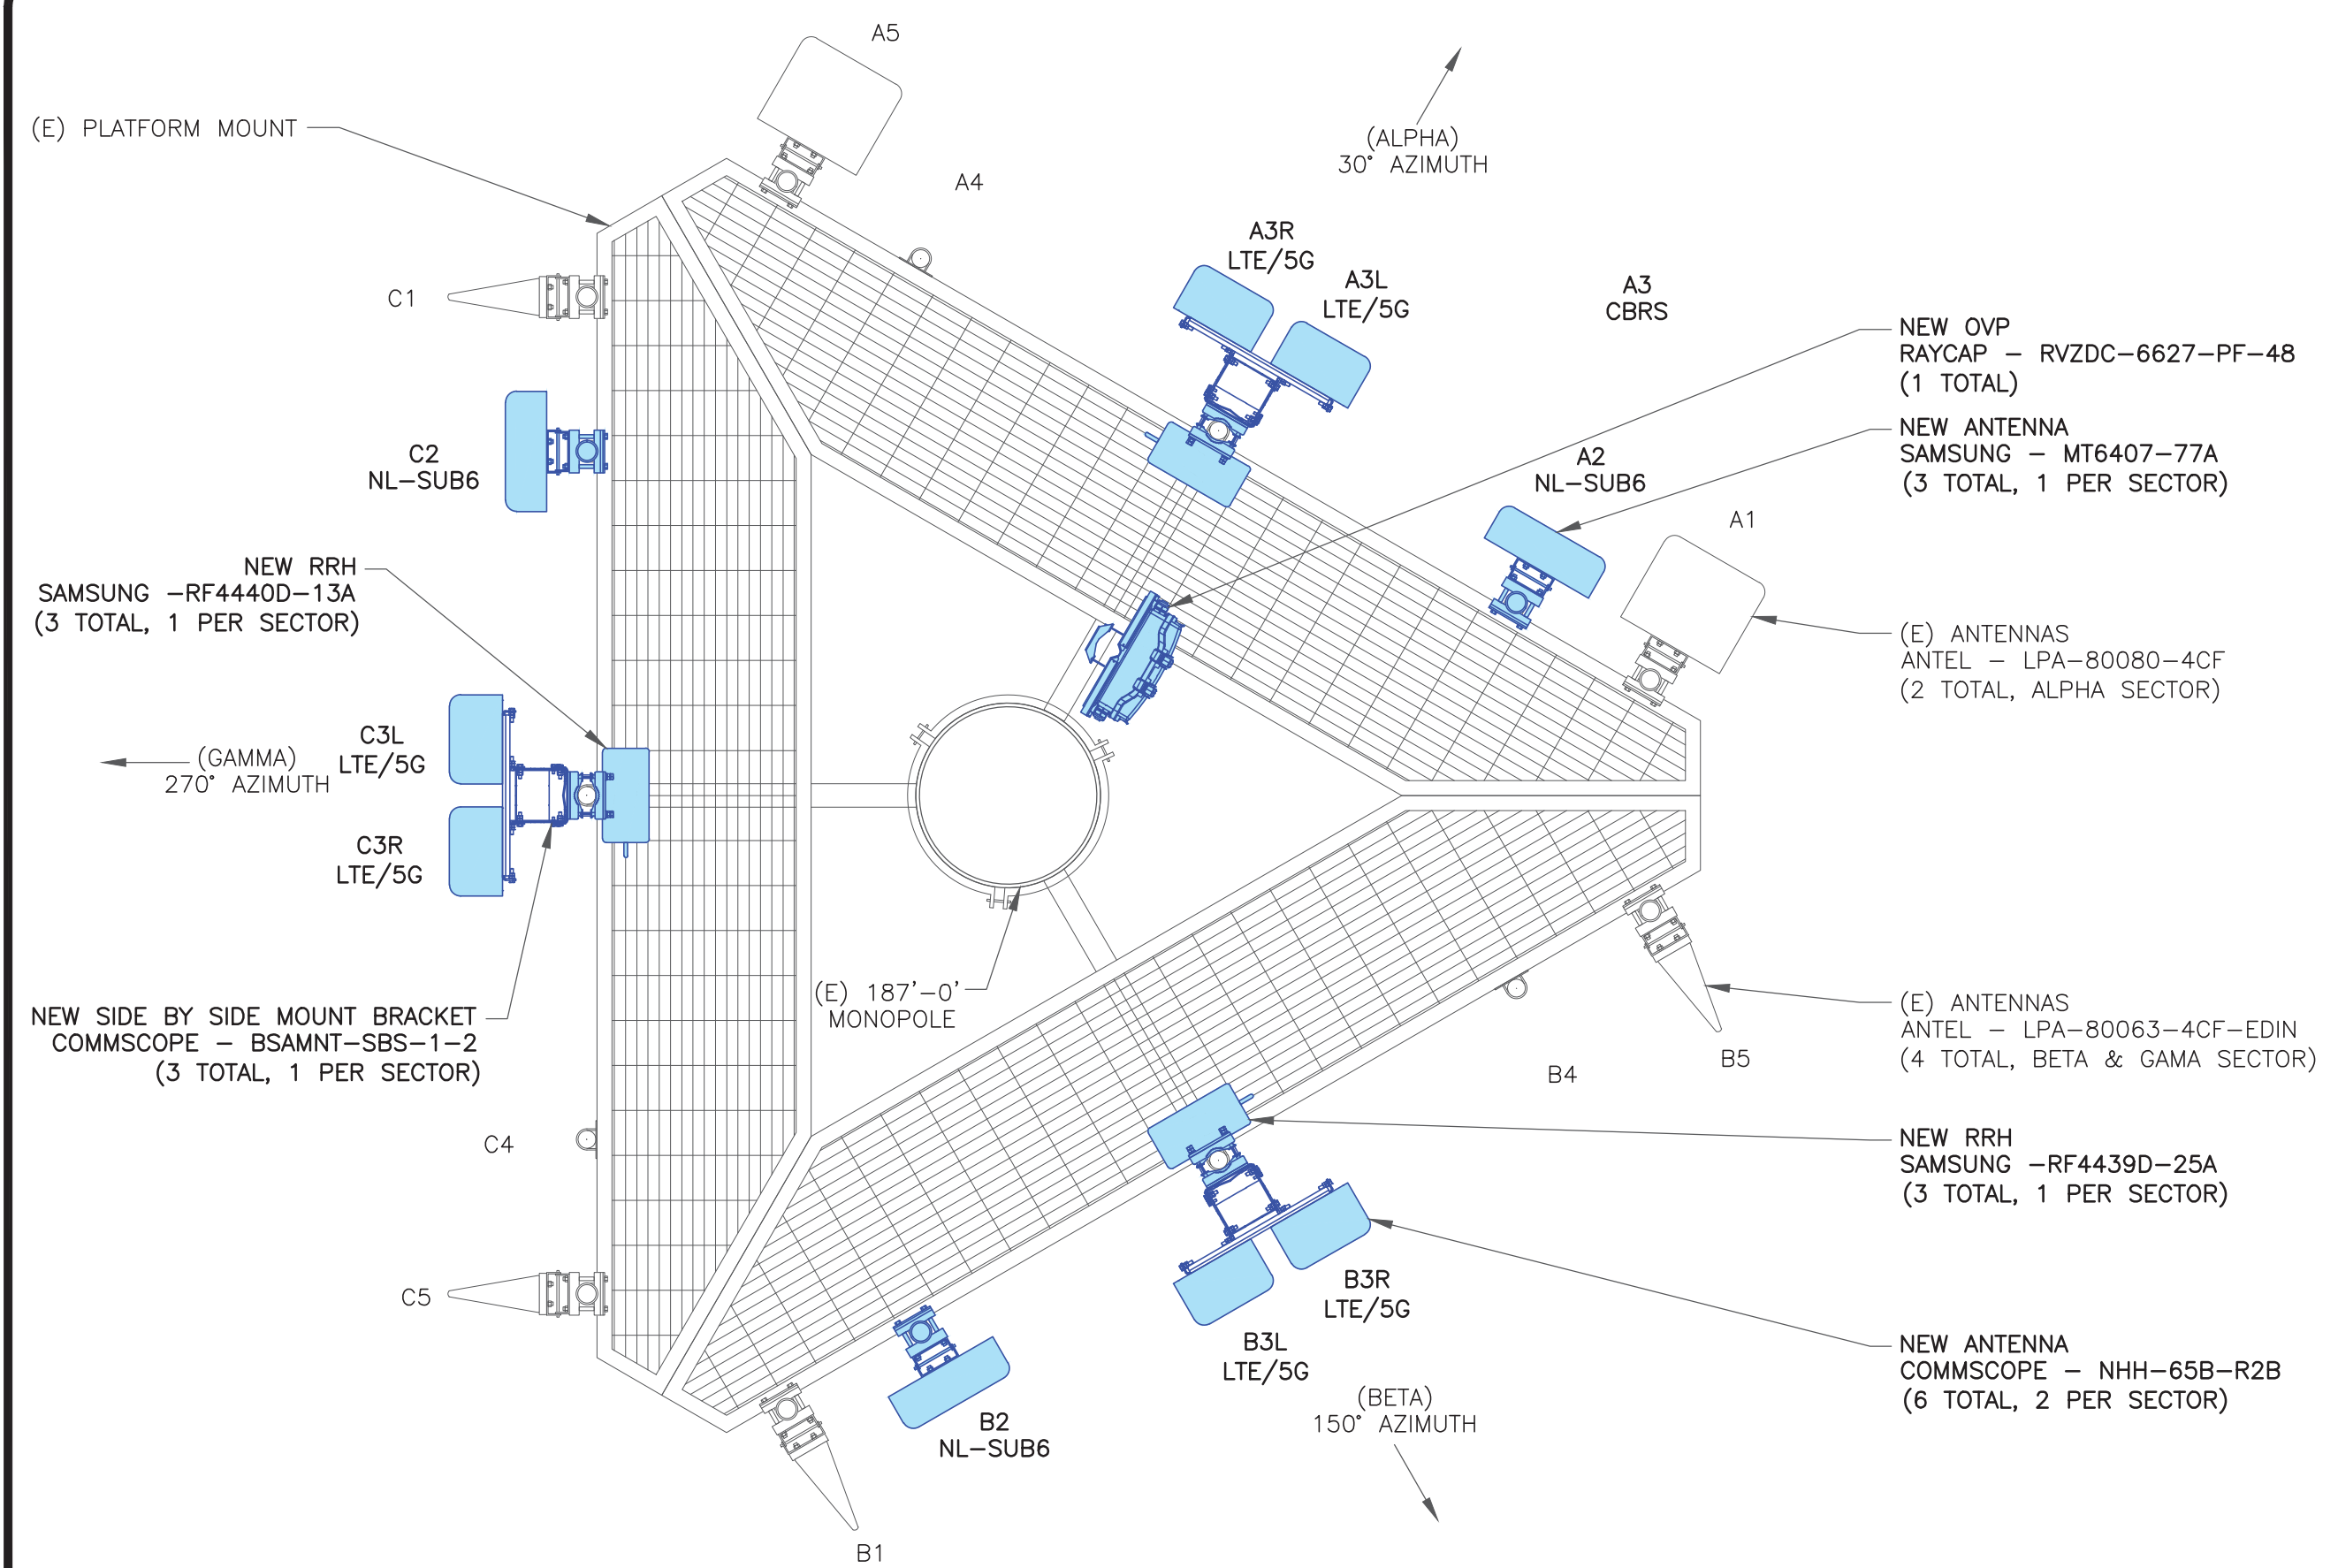 A5
(E) PLATFORM MOUNT
(ALPHA)
30° AZIMUTH
A4
A3R
LTE/5G
A3L
LTE/5G
A3
CBRS
C1
NEW OVP
RAYCAP - RVZDC-6627-PF-48
(1 TOTAL)
NEW ANTENNA
SAMSUNG - MT6407-77A
(3 TOTAL, 1 PER SECTOR)
C2
NL-SUB6
A2
NL-SUB6
A1
NEW RRH
SAMSUNG -RF4440D-13A
(3 TOTAL, 1 PER SECTOR)
(E) ANTENNAS
ANTEL - LPA-80080-4CF
(2 TOTAL, ALPHA SECTOR)
C3L
LTE/5G
(GAMMA)
270° AZIMUTH
C3R
LTE/5G
(E) 187'-0'
MONOPOLE
NEW SIDE BY SIDE MOUNT BRACKET
COMMSCOPE - BSAMNT-SBS-1-2
(3 TOTAL, 1 PER SECTOR)
(E) ANTENNAS
ANTEL - LPA-80063-4CF-EDIN
(4 TOTAL, BETA & GAMA SECTOR)
B5
B4
C4
NEW RRH
SAMSUNG -RF4439D-25A
(3 TOTAL, 1 PER SECTOR)
C5
B3R
LTE/5G
B3L
LTE/5G
NEW ANTENNA
COMMSCOPE - NHH-65B-R2B
(6 TOTAL, 2 PER SECTOR)
(BETA)
150° AZIMUTH
B2
NL-SUB6
B1